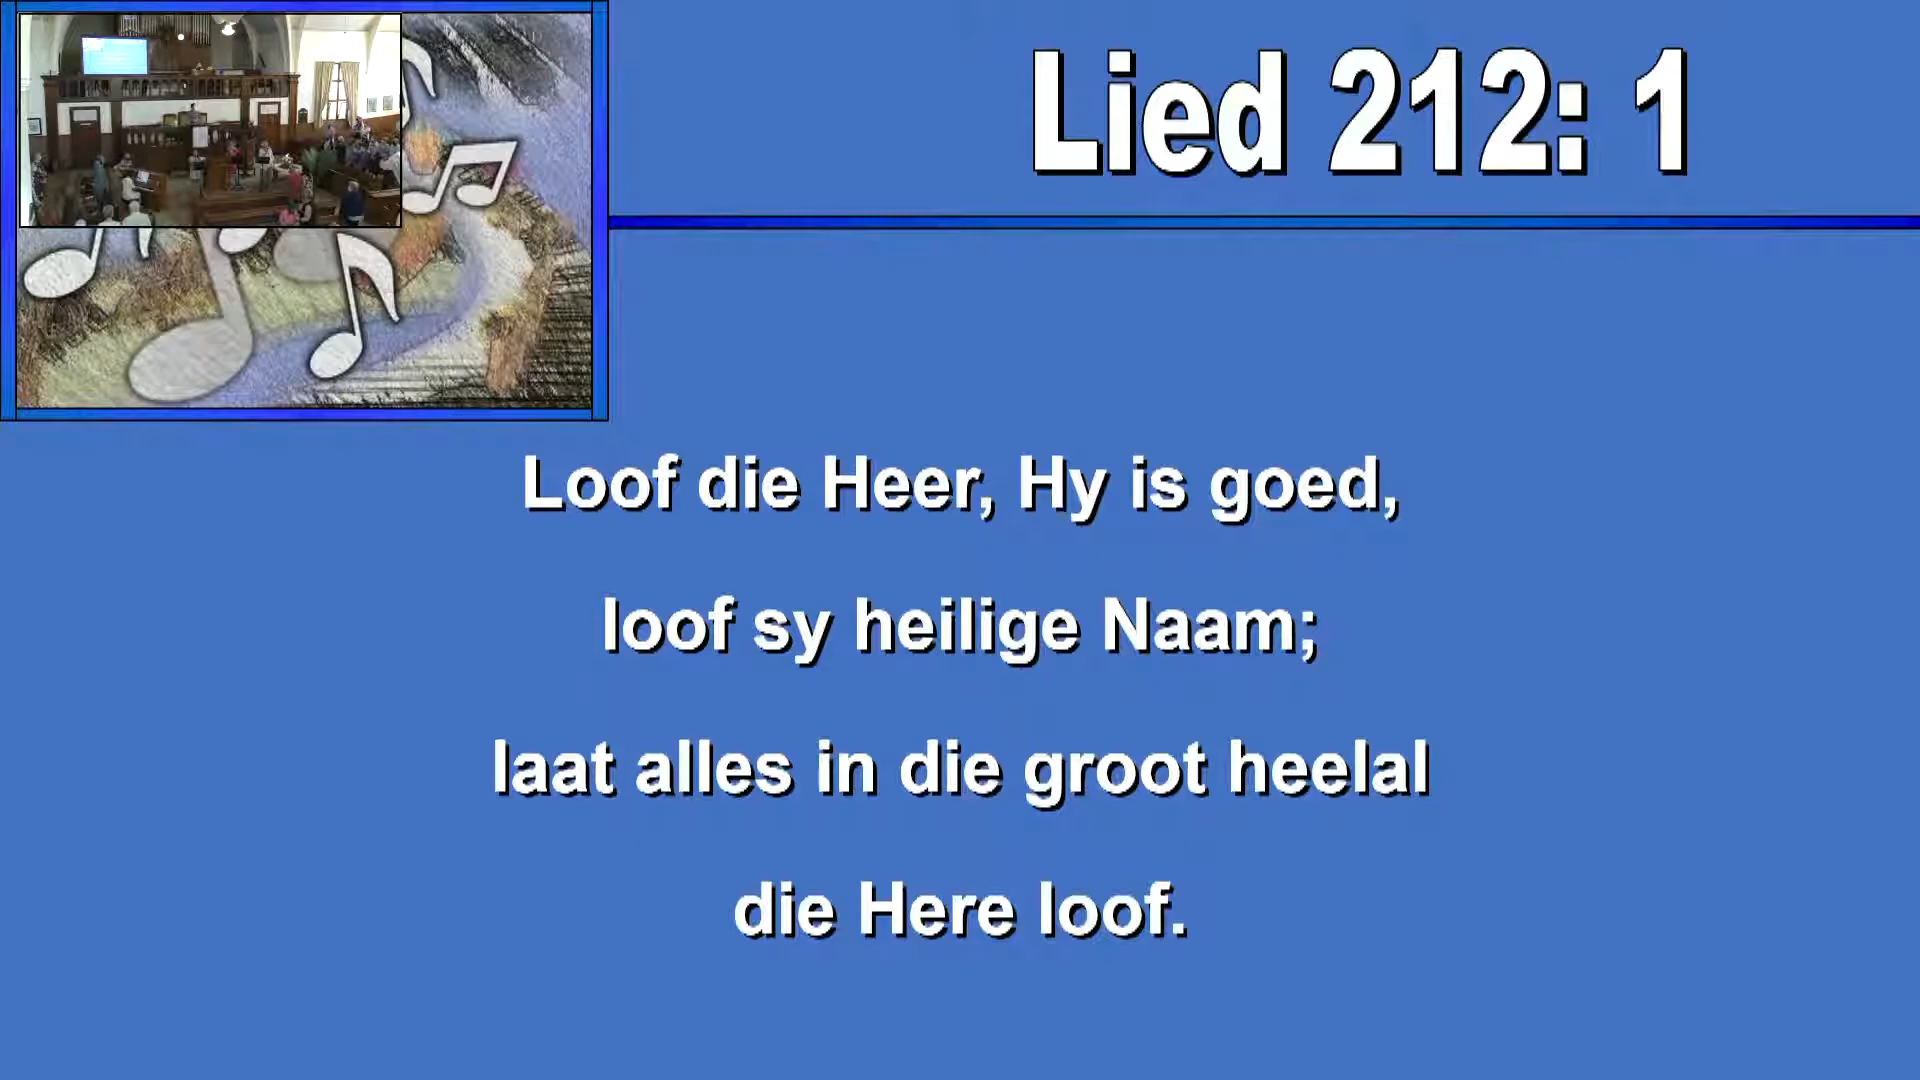 Lied 212: 1
Loof die Heer, Hy is goed,
loof sy heilige Naam;
laat alles in die groot heelal
die Here loof.